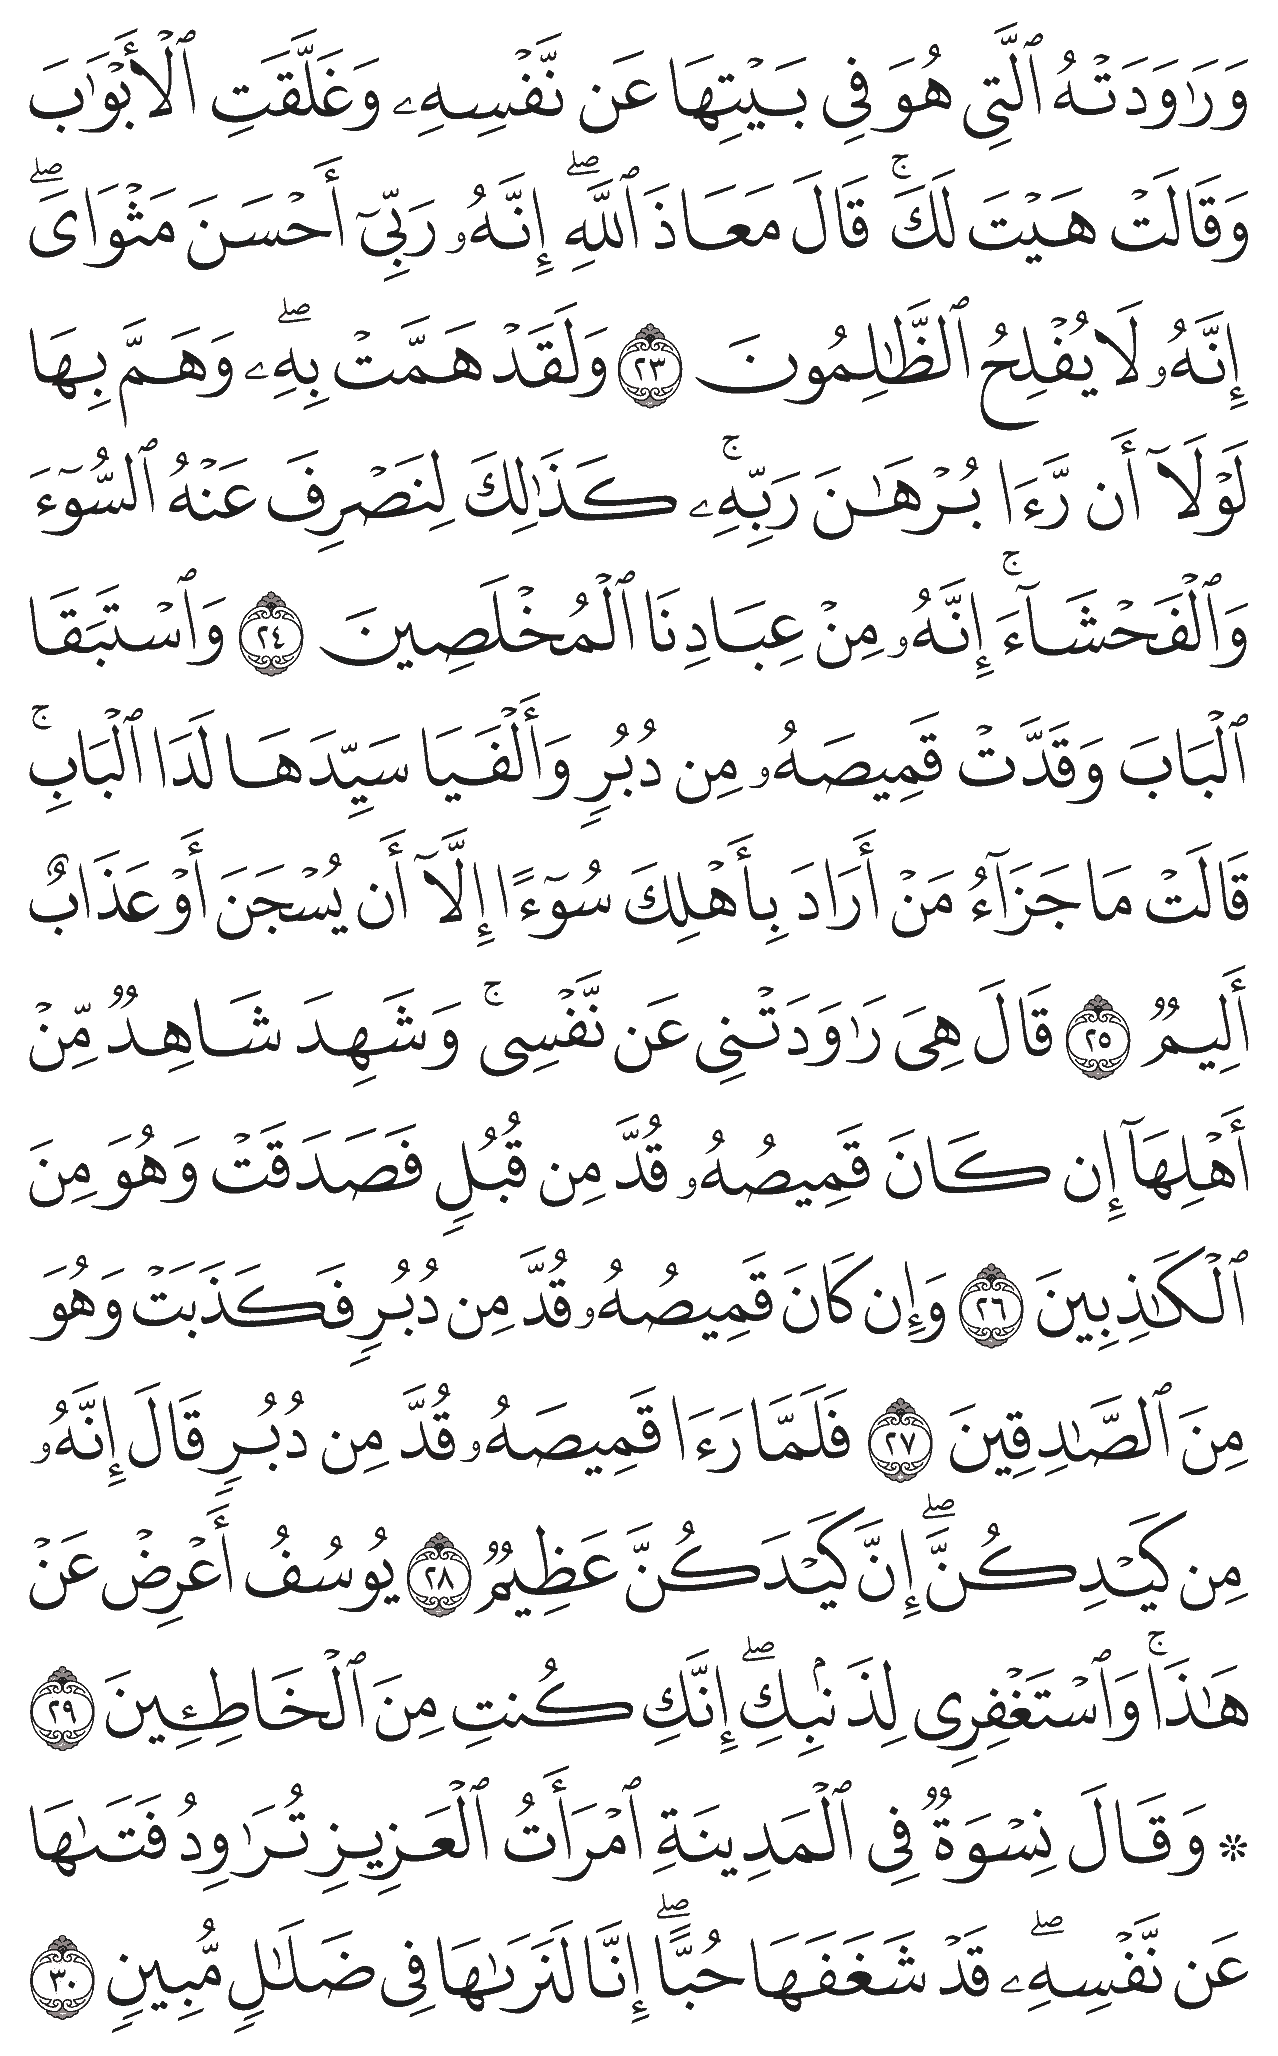 وَرَٰوَدَتْهُ ٱلَّتِى هُوَ فِى بَيْتِهَا عَن نَّفْسِهِۦ وَغَلَّقَتِ ٱلْأَبْوَٰبَ
وَقَالَتْ هَيْتَ لَكَ ۚ قَالَ مَعَاذَ ٱللَّهِ ۖ إِنَّهُۥ رَبِّىٓ أَحْسَنَ مَثْوَاىَ ۖ
إِنَّهُۥ لَا يُفْلِحُ ٱلظَّٰلِمُونَ ٢٣ وَلَقَدْ هَمَّتْ بِهِۦ ۖ وَهَمَّ بِهَا
لَوْلَآ أَن رَّءَا بُرْهَٰنَ رَبِّهِۦ ۚ كَذَٰلِكَ لِنَصْرِفَ عَنْهُ ٱلسُّوٓءَ
وَٱلْفَحْشَآءَ ۚ إِنَّهُۥ مِنْ عِبَادِنَا ٱلْمُخْلَصِينَ ٢٤ وَٱسْتَبَقَا
ٱلْبَابَ وَقَدَّتْ قَمِيصَهُۥ مِن دُبُرٍ وَأَلْفَيَا سَيِّدَهَا لَدَا ٱلْبَابِ ۚ
قَالَتْ مَا جَزَآءُ مَنْ أَرَادَ بِأَهْلِكَ سُوٓءًا إِلَّآ أَن يُسْجَنَ أَوْ عَذَابٌ
أَلِيمٌ ٢٥ قَالَ هِىَ رَٰوَدَتْنِى عَن نَّفْسِى ۚ وَشَهِدَ شَاهِدٌ مِّنْ
أَهْلِهَآ إِن كَانَ قَمِيصُهُۥ قُدَّ مِن قُبُلٍ فَصَدَقَتْ وَهُوَ مِنَ
ٱلْكَٰذِبِينَ ٢٦ وَإِن كَانَ قَمِيصُهُۥ قُدَّ مِن دُبُرٍ فَكَذَبَتْ وَهُوَ
مِنَ ٱلصَّٰدِقِينَ ٢٧ فَلَمَّا رَءَا قَمِيصَهُۥ قُدَّ مِن دُبُرٍ قَالَ إِنَّهُۥ
مِن كَيْدِكُنَّ ۖ إِنَّ كَيْدَكُنَّ عَظِيمٌ ٢٨ يُوسُفُ أَعْرِضْ عَنْ
هَٰذَا ۚ وَٱسْتَغْفِرِى لِذَنۢبِكِ ۖ إِنَّكِ كُنتِ مِنَ ٱلْخَاطِـِٔينَ ٢٩
۞ وَقَالَ نِسْوَةٌ فِى ٱلْمَدِينَةِ ٱمْرَأَتُ ٱلْعَزِيزِ تُرَٰوِدُ فَتَىٰهَا
عَن نَّفْسِهِۦ ۖ قَدْ شَغَفَهَا حُبًّا ۖ إِنَّا لَنَرَىٰهَا فِى ضَلَٰلٍ مُّبِينٍ ٣٠